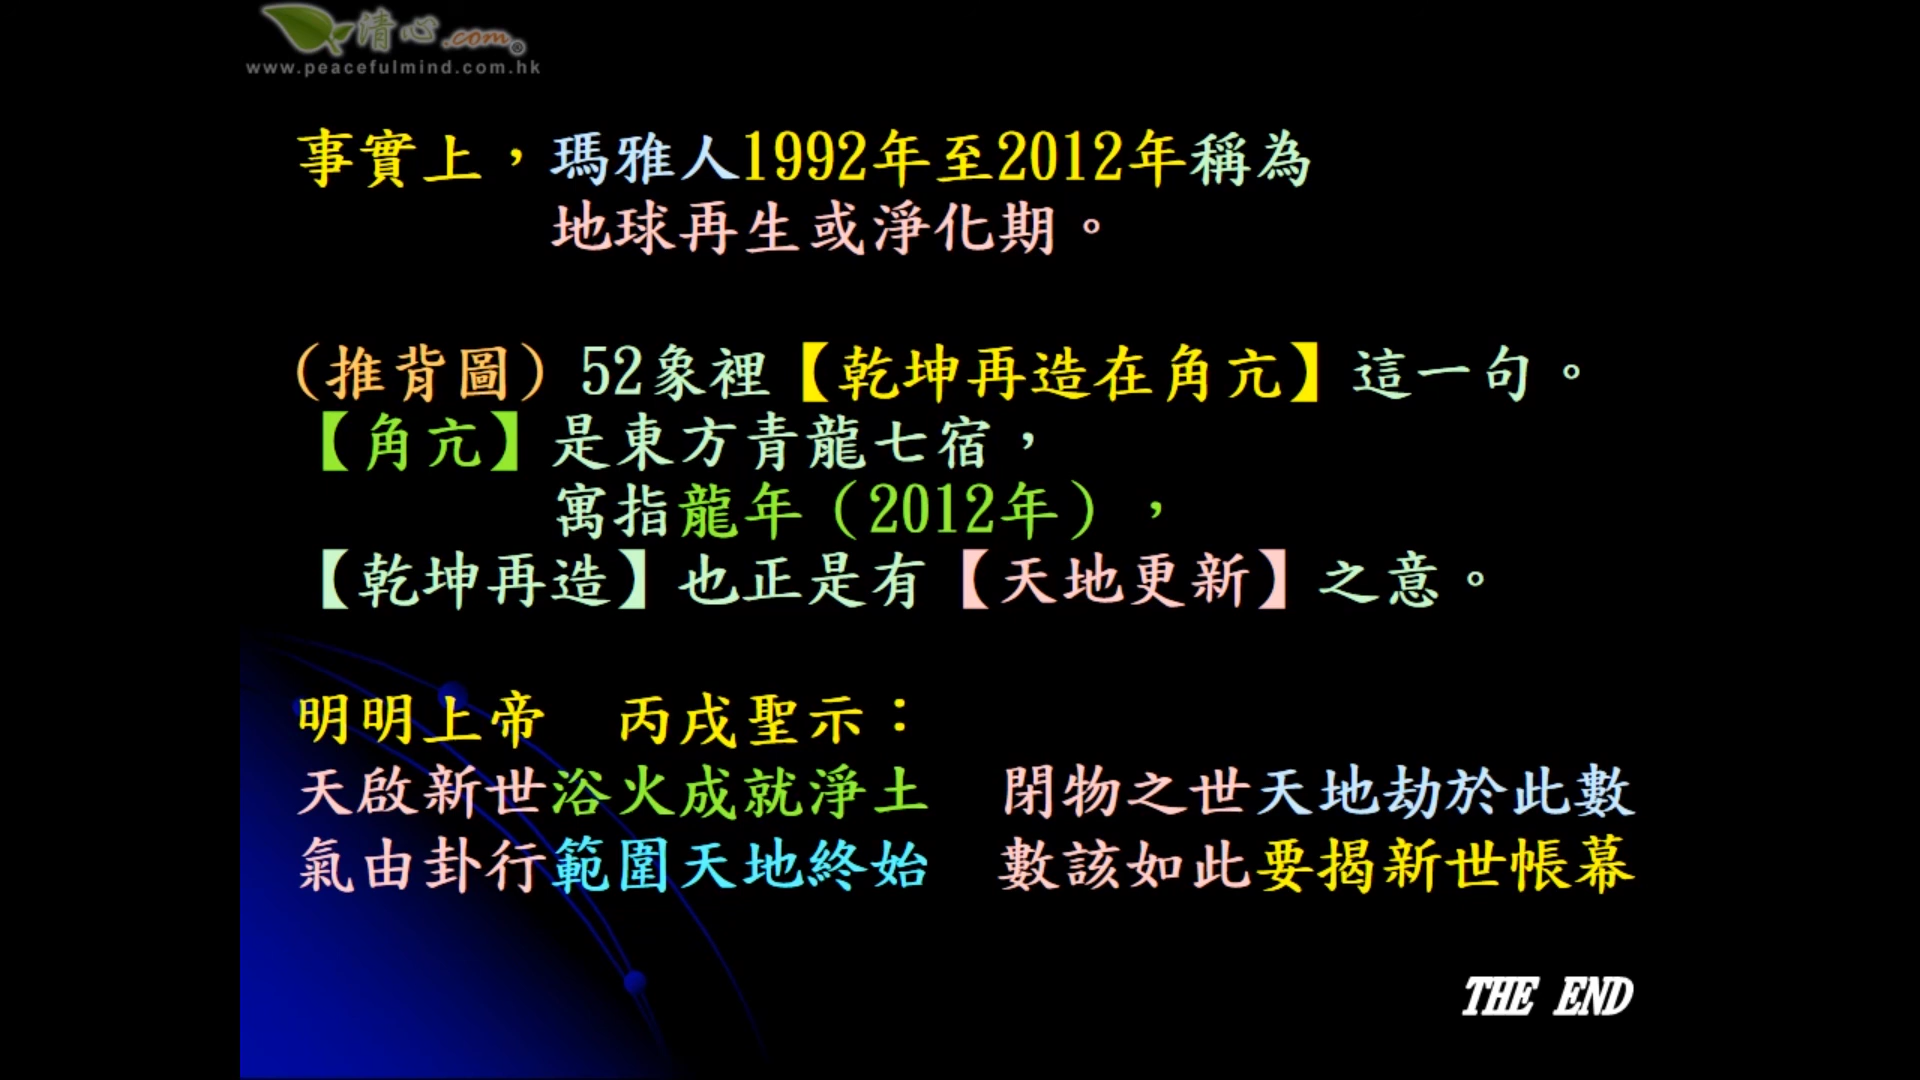 清心.com®
www.peacefulmind.com.hk
事實上，瑪雅人1992年至2012年稱為
地球再生或淨化期。
（推背圖）52象裡【乾坤再造在角亢】這一句。
【角亢】是東方青龍七宿，
寓指龍年（2012年），
【乾坤再造】也正是有【天地更新】之意。
明明上帝　丙戌聖示：
天啟新世浴火成就淨土　閉物之世天地劫於此數
氣由卦行範圍天地終始　數該如此要揭新世帳幕
THE END